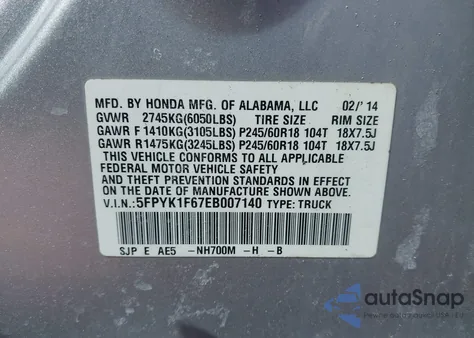 MFD. BY HONDA MFG. OF ALABAMA, LLC 02/' 14
GVWR 2745KG(6050LBS) TIRE SIZE RIM SIZE
GAWR F 1410KG(3105LBS) P245/60R18 104T 18X7.5J
GAWR R1475KG(3245LBS) P245/60R18 104T 18X7.5J
THIS VEHICLE CONFORMS TO ALL APPLICABLE
FEDERAL MOTOR VEHICLE SAFETY, BUMPER,
AND THEFT PREVENTION STANDARDS IN EFFECT
ON THE DATE OF MANUFACTURE SHOWN ABOVE.
V.I.N.: 5FPYK1F67EB007140 TYPE: TRUCK
SJP E AE5 -NH700M -H -B
autoSnap